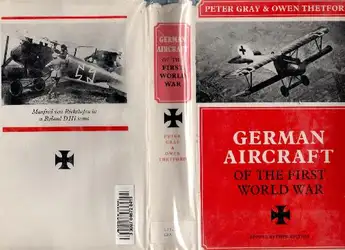 Manfred von Richthofen in
a Roland D III scout
GERMAN
AIRCRAFT
OF THE FIRST
WORLD WAR
PETER
GRAY
&
OWEN
THETFORD
PETER GRAY & OWEN THETFORD
GERMAN
AIRCRAFT
OF THE FIRST
WORLD WAR